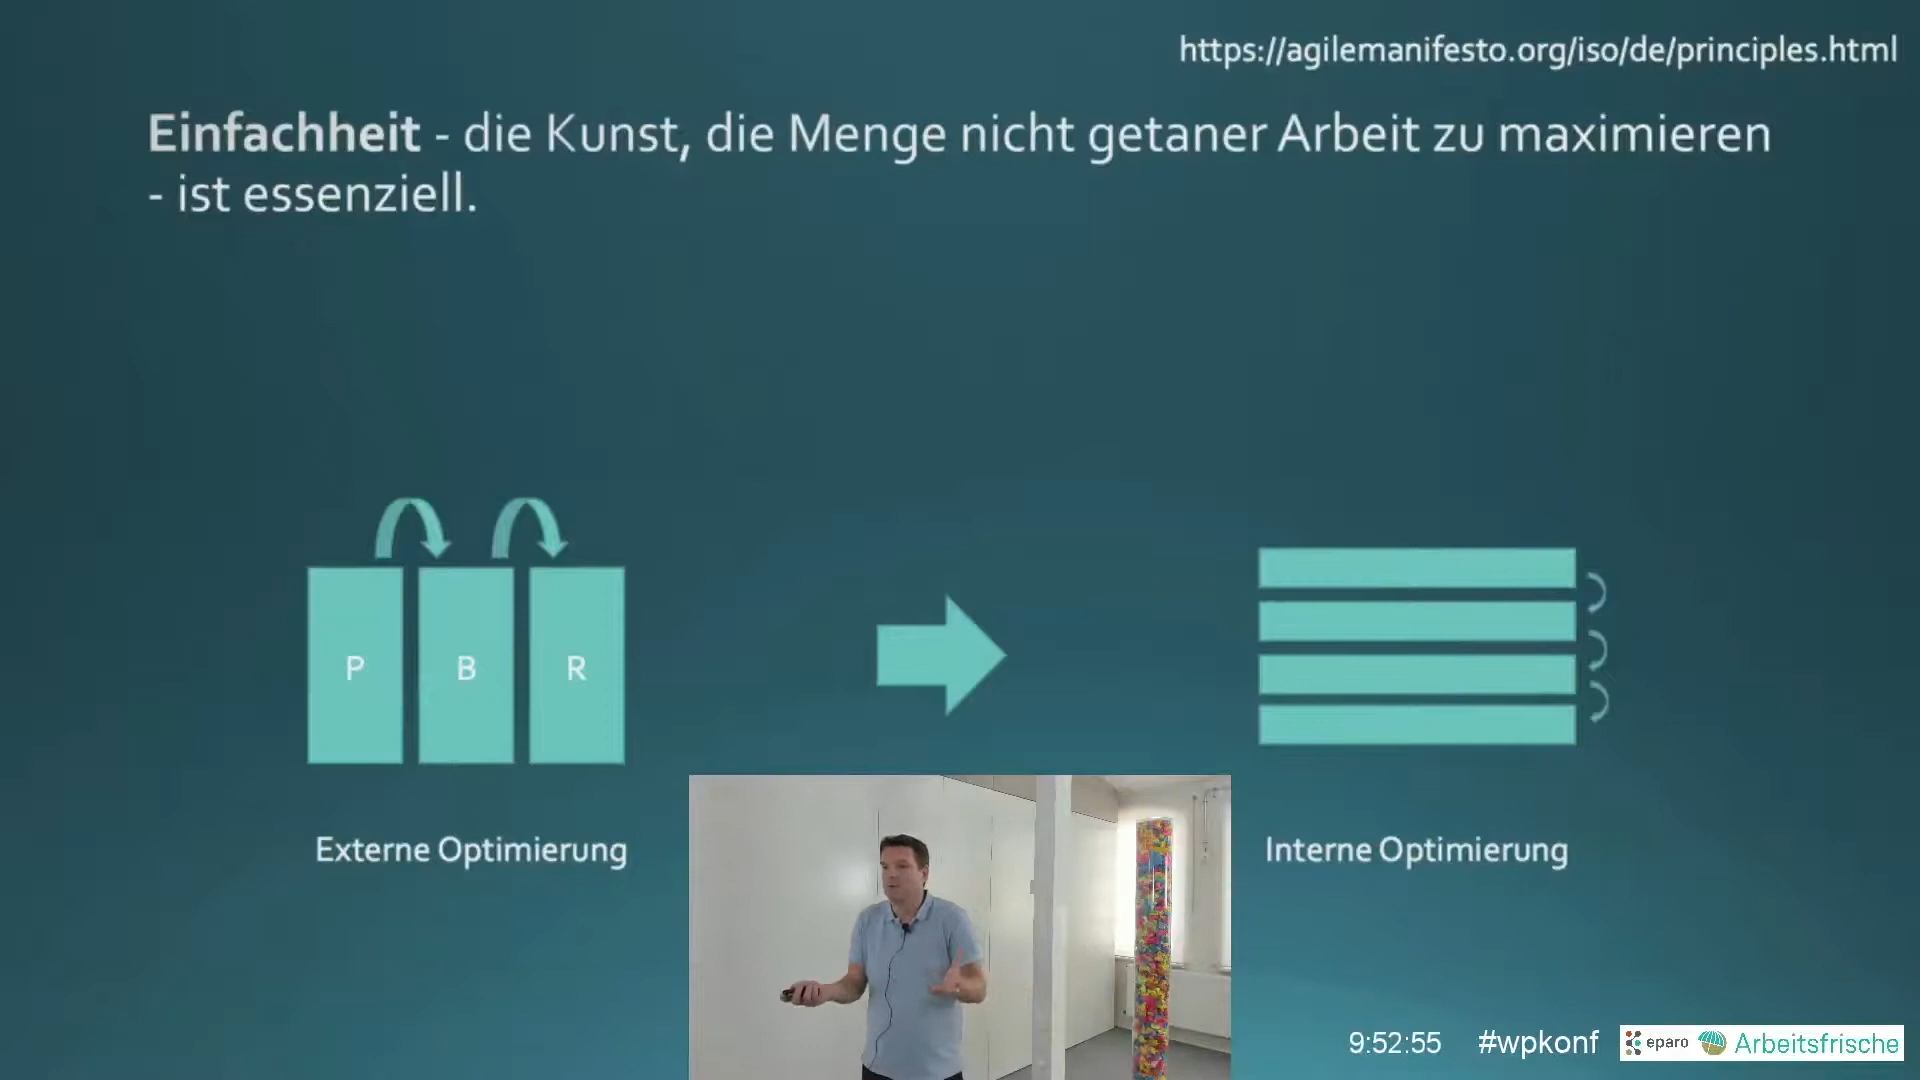 https://agilemanifesto.org/iso/de/principles.html
Einfachheit - die Kunst, die Menge nicht getaner Arbeit zu maximieren
- ist essenziell.
P B R
Externe Optimierung
Interne Optimierung
9:52:55 #wpkonf eparo Arbeitsfrische